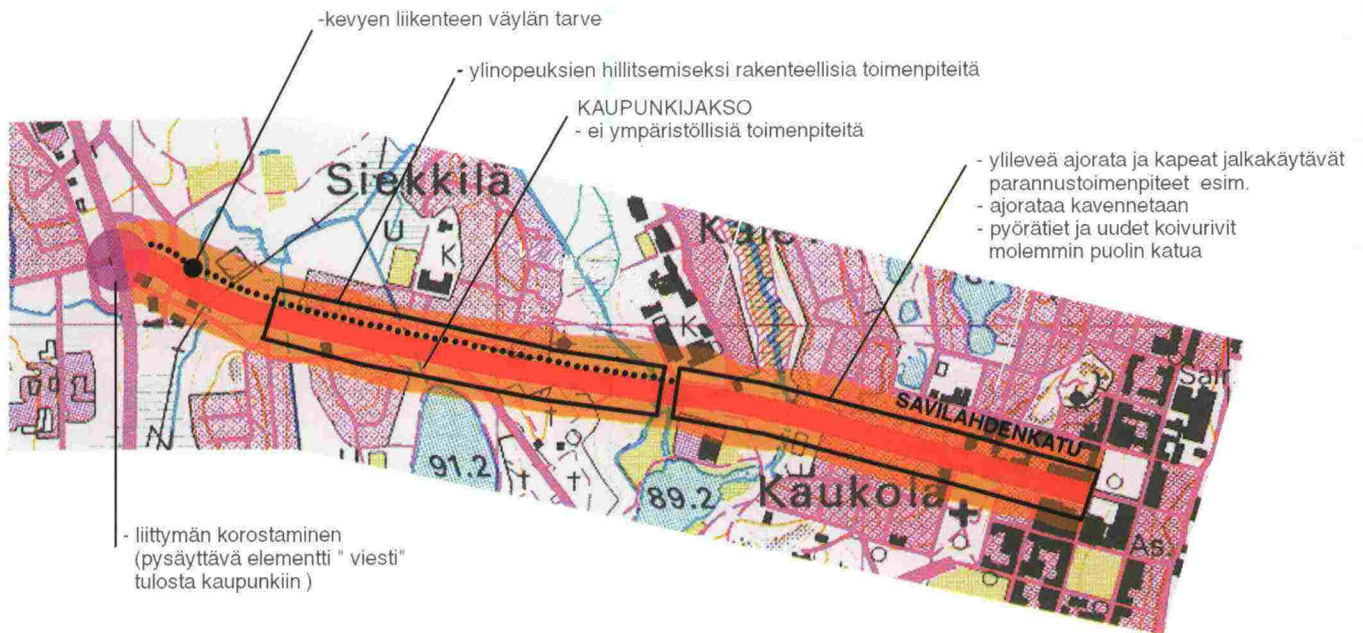 -kevyen liikenteen väylän tarve
- ylinopeuksien hillitsemiseksi rakenteellisia toimenpiteitä
KAUPUNKIJAKSO
- ei ympäristöllisiä toimenpiteitä
- ylileveä ajorata ja kapeat jalkakäytävät
parannustoimenpiteet esim.
- ajorataa kavennetaan
- pyörätiet ja uudet koivurivit
molemmin puolin katua
Siekkilä
U
K
K
Sair.
SAVILAHDENKATU
91.2
89.2
Kaukola
As.
- liittymän korostaminen
(pysäyttävä elementti " viesti"
tulosta kaupunkiin )